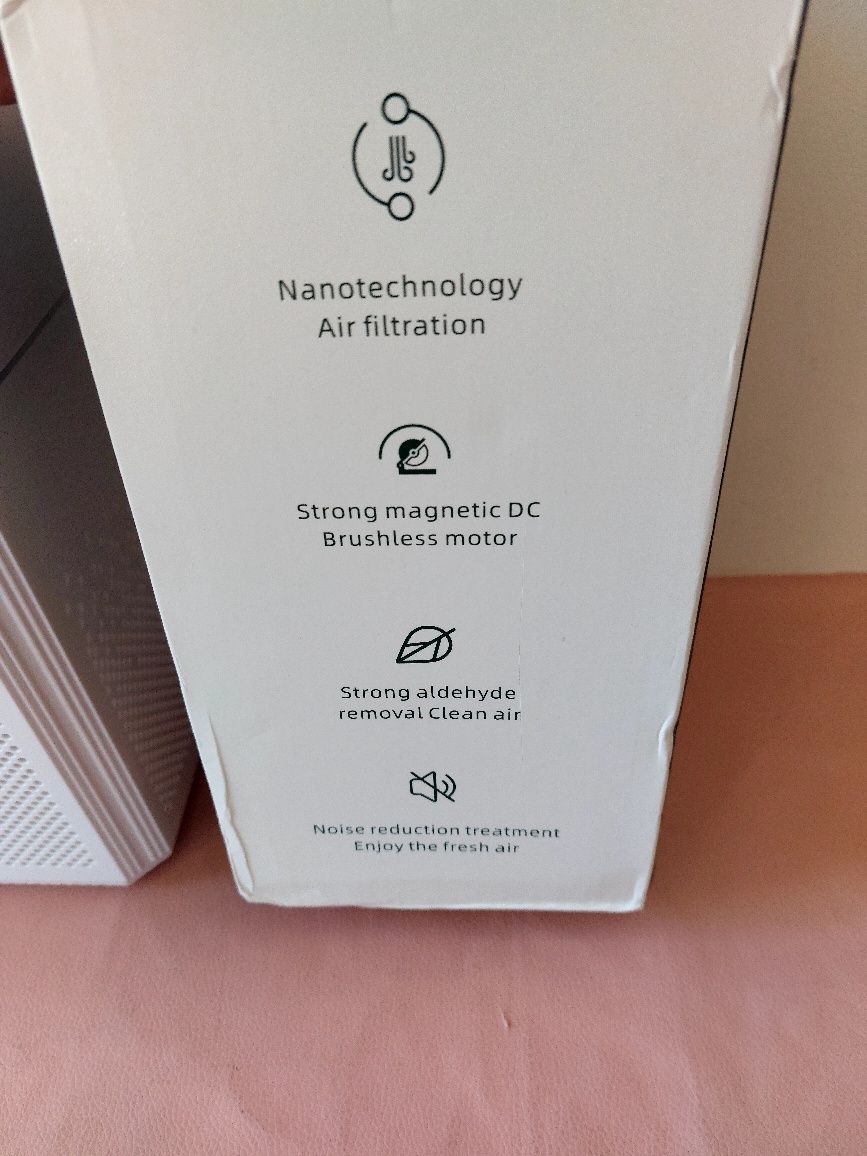 Nanotechnology
Air filtration
Strong magnetic DC
Brushless motor
Strong aldehyde
removal Clean air
Noise reduction treatment
Enjoy the fresh air